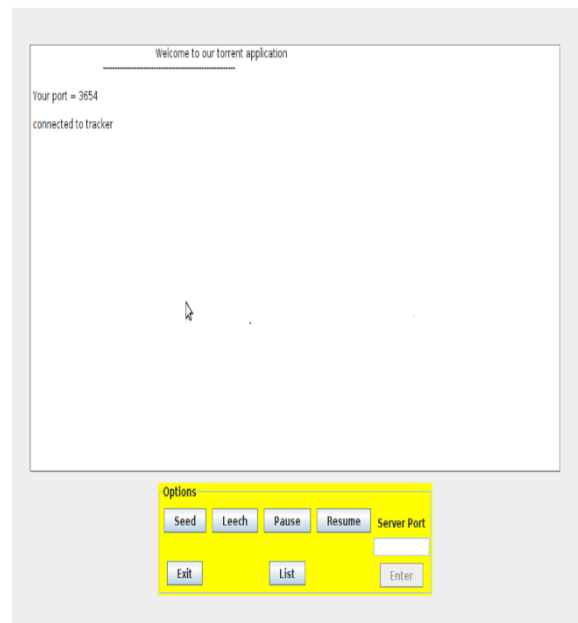 Welcome to our torrent application
------------------------------------------------
Your port = 3654
connected to tracker
Options
Seed Leech Pause Resume Server Port
Exit List Enter